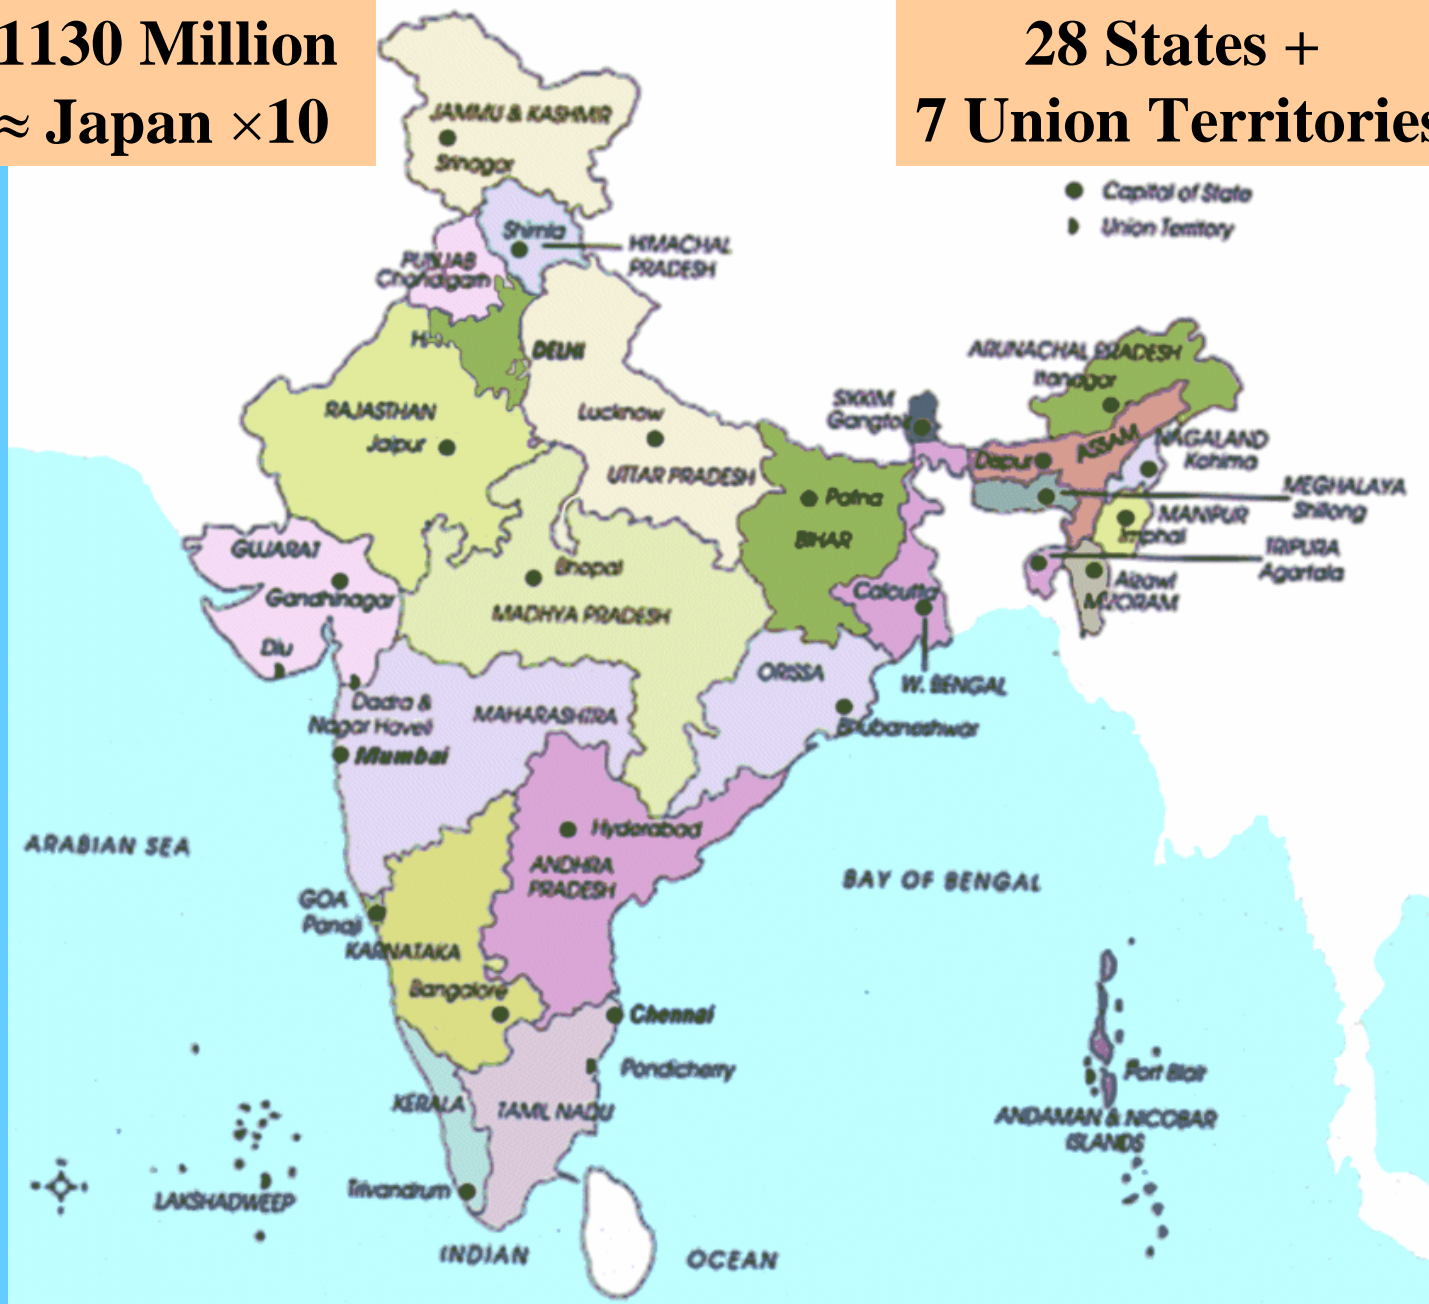 1130 Million
≈ Japan ×10
28 States +
7 Union Territories
Capital of State
Union Territory
JAMMU & KASHMIR
Srinagar
Shimla
HIMACHAL
PRADESH
PUNJAB
Chandigarh
DELHI
RAJASTHAN
Jaipur
Lucknow
UTTAR PRADESH
SIKKIM
Gangtok
ARUNACHAL PRADESH
Itanagar
ASSAM
Dispur
NAGALAND
Kohima
MEGHALAYA
Shillong
MANIPUR
Imphal
TRIPURA
Agartala
Aizawl
MIZORAM
Patna
BIHAR
Calcutta
W. BENGAL
GUJARAT
Gandhinagar
Diu
Dadra &
Nagar Haveli
Bhopal
MADHYA PRADESH
ORISSA
Bhubaneshwar
MAHARASHTRA
Mumbai
Hyderabad
ANDHRA
PRADESH
ARABIAN SEA
BAY OF BENGAL
GOA
Panaji
KARNATAKA
Bangalore
Chennai
Pondicherry
KERALA
TAMIL NADU
Trivandrum
LAKSHADWEEP
Port Blair
ANDAMAN & NICOBAR
ISLANDS
INDIAN OCEAN